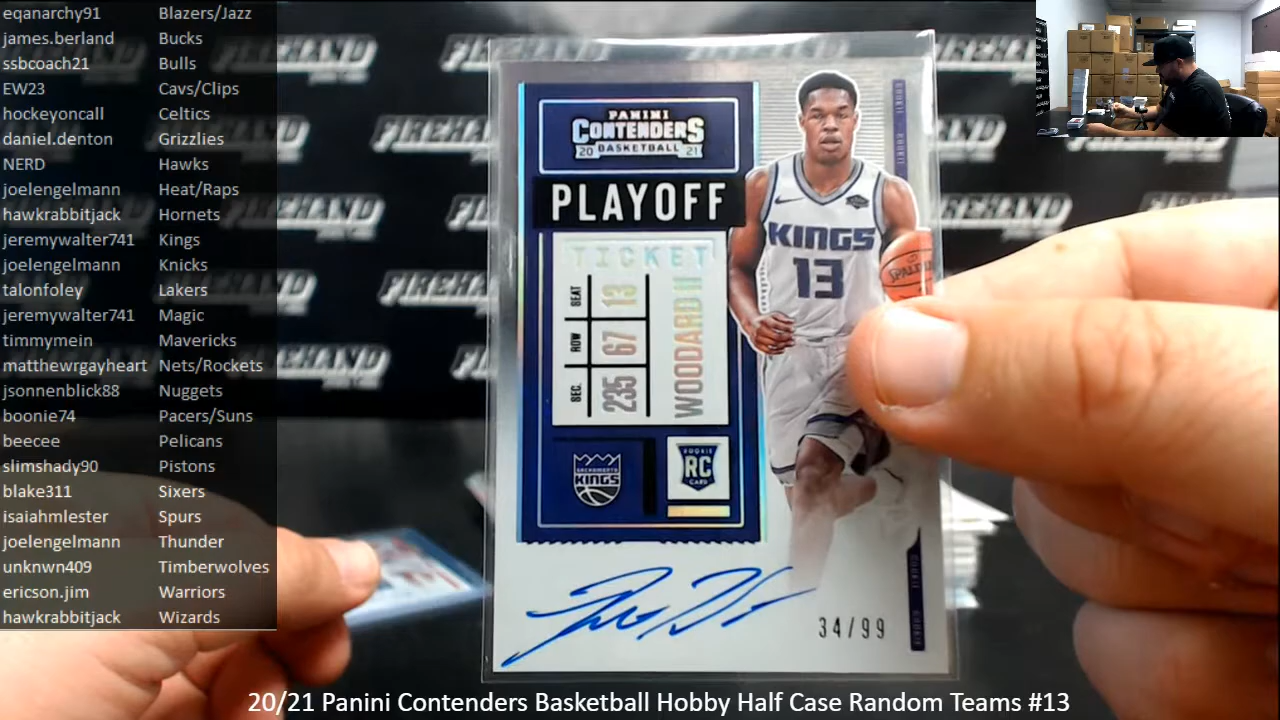 eqanarchy91 Blazers/Jazz
james.berland Bucks
ssbcoach21 Bulls
EW23 Cavs/Clips
hockeyoncall Celtics
daniel.denton Grizzlies
NERD Hawks
joelengelmann Heat/Raps
hawkrabbitjack Hornets
jeremywalter741 Kings
joelengelmann Knicks
talonfoley Lakers
jeremywalter741 Magic
timmymein Mavericks
matthewrgayheart Nets/Rockets
jsonnenblick88 Nuggets
boonie74 Pacers/Suns
beecee Pelicans
slimshady90 Pistons
blake311 Sixers
isaiahmlester Spurs
joelengelmann Thunder
unknwn409 Timberwolves
ericson.jim Warriors
hawkrabbitjack Wizards
FIREHAND
PANINI
CONTENDERS
20 BASKETBALL 21
PLAYOFF
TICKET
SEAT 13
ROW 67
SEC. 235
WOODARD II
SACRAMENTO
KINGS
ROOKIE
RC
CARD
KINGS
13
SPALDING
34/99
20/21 Panini Contenders Basketball Hobby Half Case Random Teams #13